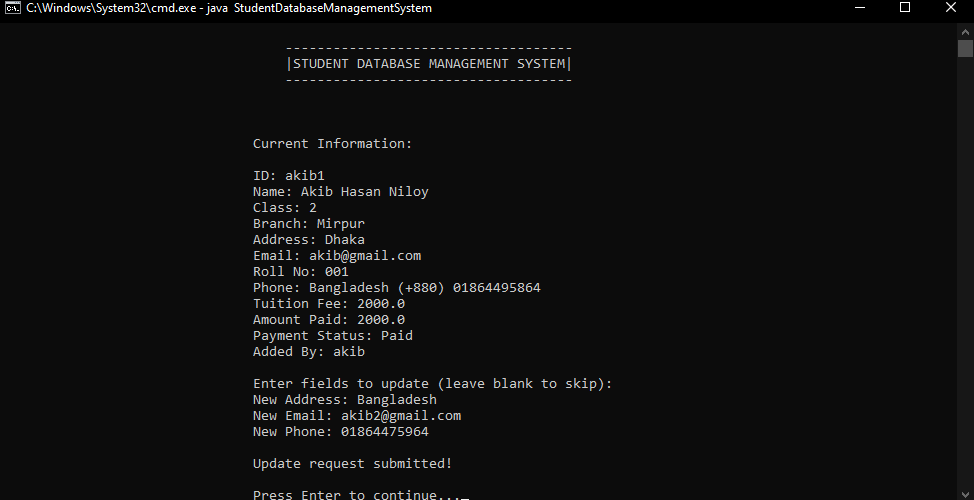 C:\Windows\System32\cmd.exe - java StudentDatabaseManagementSystem
------------------------------------
|STUDENT DATABASE MANAGEMENT SYSTEM|
------------------------------------
Current Information:
ID: akib1
Name: Akib Hasan Niloy
Class: 2
Branch: Mirpur
Address: Dhaka
Email: akib@gmail.com
Roll No: 001
Phone: Bangladesh (+880) 01864495864
Tuition Fee: 2000.0
Amount Paid: 2000.0
Payment Status: Paid
Added By: akib
Enter fields to update (leave blank to skip):
New Address: Bangladesh
New Email: akib2@gmail.com
New Phone: 01864475964
Update request submitted!
Press Enter to continue..._